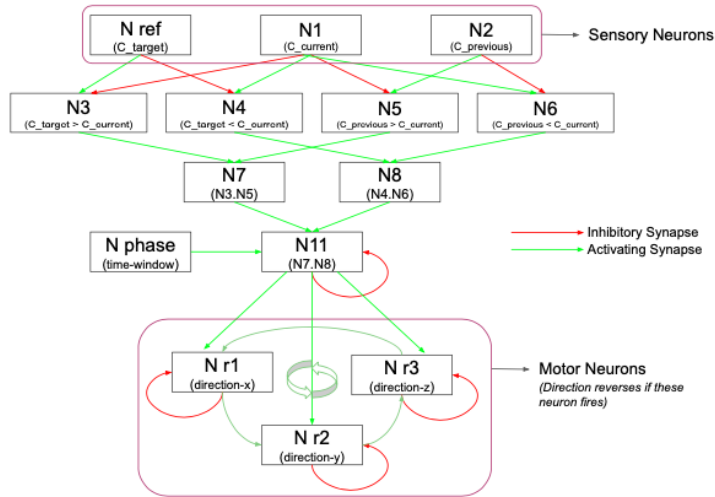 N ref
(C_target)
N1
(C_current)
N2
(C_previous)
Sensory Neurons
N3
(C_target > C_current)
N4
(C_target < C_current)
N5
(C_previous > C_current)
N6
(C_previous < C_current)
N7
(N3.N5)
N8
(N4.N6)
N phase
(time-window)
N11
(N7.N8)
Inhibitory Synapse
Activating Synapse
N r1
(direction-x)
N r3
(direction-z)
N r2
(direction-y)
Motor Neurons
(Direction reverses if these
neuron fires)